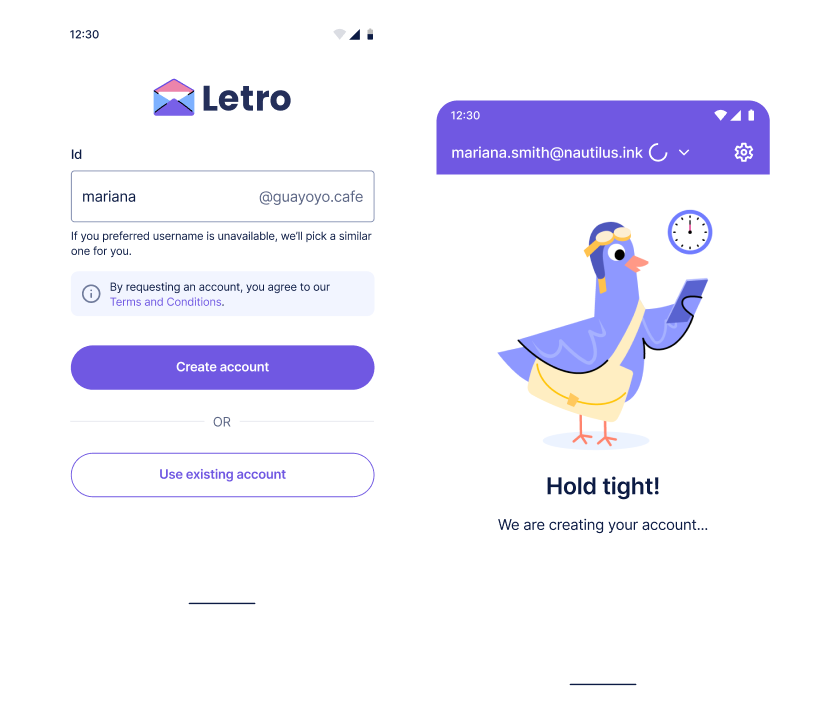 12:30
Letro
Id
mariana
@guayoyo.cafe
If you preferred username is unavailable, we'll pick a similar
one for you.
By requesting an account, you agree to our
Terms and Conditions.
Create account
OR
Use existing account
12:30
mariana.smith@nautilus.ink
Hold tight!
We are creating your account...